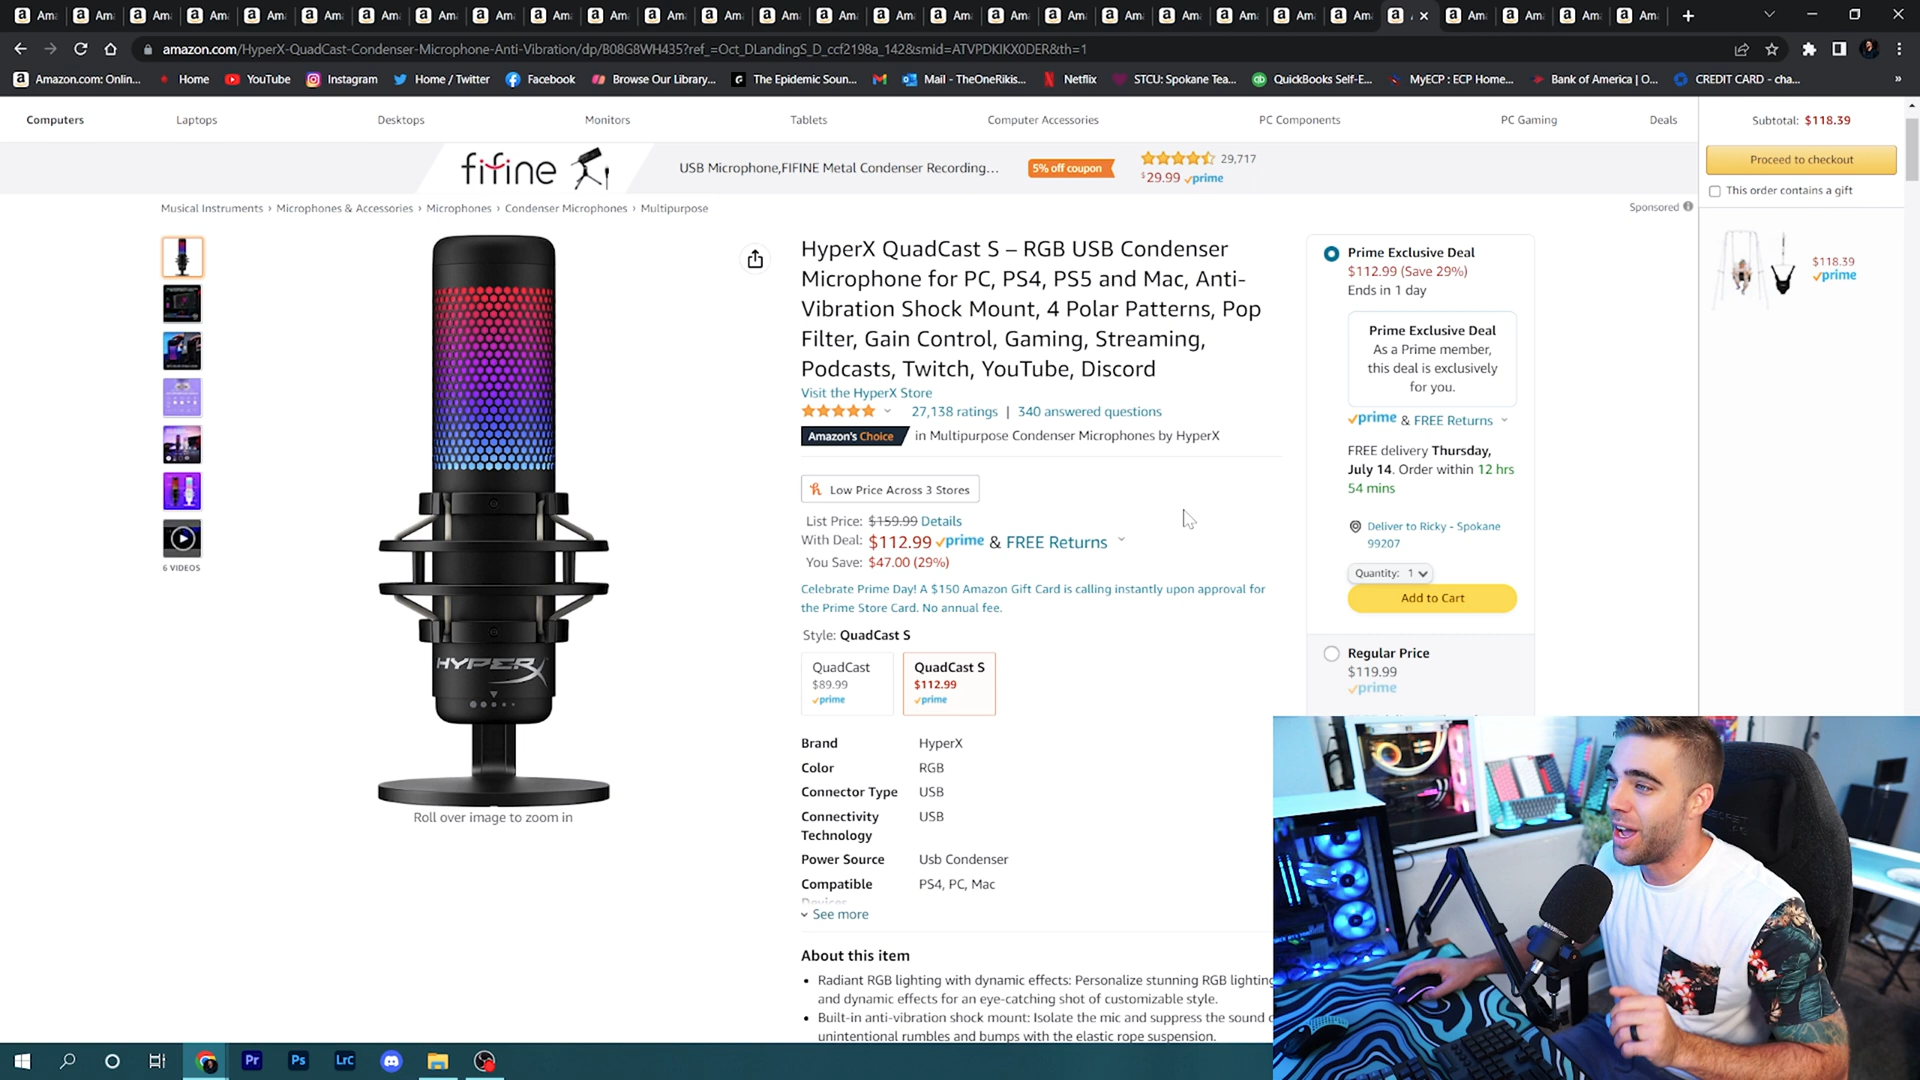 Ama
amazon.com/HyperX-QuadCast-Condenser-Microphone-Anti-Vibration/dp/B08G8WH435?ref_=Oct_DLandingS_D_ccf2198a_142&smid=ATVPDKIKX0DER&th=1
Amazon.com: Onlin... Home YouTube Instagram Home / Twitter Facebook Browse Our Library... The Epidemic Soun... Mail - TheOneRikis... Netflix STCU: Spokane Tea... QuickBooks Self-E... MyECP : ECP Home... Bank of America | O... CREDIT CARD - cha... »
Computers Laptops Desktops Monitors Tablets Computer Accessories PC Components PC Gaming Deals
fifine USB Microphone,FIFINE Metal Condenser Recording... 5% off coupon 29,717
$29.99 prime
Musical Instruments › Microphones & Accessories › Microphones › Condenser Microphones › Multipurpose
Sponsored
HyperX QuadCast S – RGB USB Condenser
Microphone for PC, PS4, PS5 and Mac, Anti-
Vibration Shock Mount, 4 Polar Patterns, Pop
Filter, Gain Control, Gaming, Streaming,
Podcasts, Twitch, YouTube, Discord
Visit the HyperX Store
27,138 ratings | 340 answered questions
Amazon's Choice in Multipurpose Condenser Microphones by HyperX
Low Price Across 3 Stores
List Price: $159.99 Details
With Deal: $112.99 prime & FREE Returns
You Save: $47.00 (29%)
Celebrate Prime Day! A $150 Amazon Gift Card is calling instantly upon approval for
the Prime Store Card. No annual fee.
Style: QuadCast S
QuadCast
$89.99
prime
QuadCast S
$112.99
prime
Brand HyperX
Color RGB
Connector Type USB
Connectivity USB
Technology
Power Source Usb Condenser
Compatible PS4, PC, Mac
Devices
See more
About this item
• Radiant RGB lighting with dynamic effects: Personalize stunning RGB lighting
and dynamic effects for an eye-catching shot of customizable style.
• Built-in anti-vibration shock mount: Isolate the mic and suppress the sound o
unintentional rumbles and bumps with the elastic rope suspension.
6 VIDEOS
HYPERX
Roll over image to zoom in
Prime Exclusive Deal
$112.99 (Save 29%)
Ends in 1 day
Prime Exclusive Deal
As a Prime member,
this deal is exclusively
for you.
prime & FREE Returns
FREE delivery Thursday,
July 14. Order within 12 hrs
54 mins
Deliver to Ricky - Spokane
99207
Quantity: 1
Add to Cart
Regular Price
$119.99
prime
Subtotal: $118.39
Proceed to checkout
This order contains a gift
$118.39
prime
Pr Ps LrC